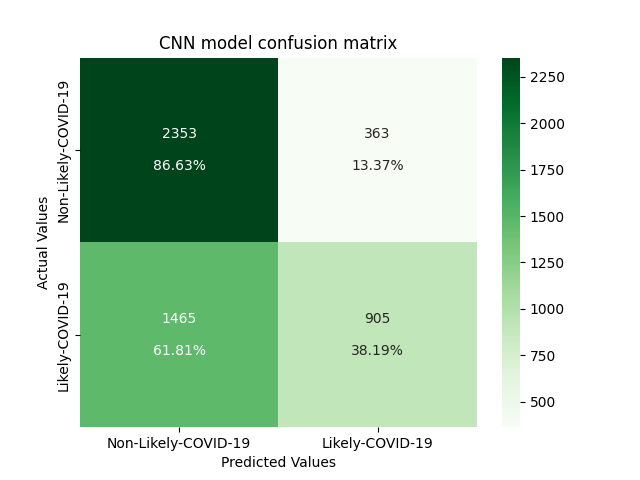 CNN model confusion matrix
Actual Values
Non-Likely-COVID-19
2353
363
86.63%
13.37%
Likely-COVID-19
1465
905
61.81%
38.19%
Non-Likely-COVID-19
Likely-COVID-19
Predicted Values
2250
2000
1750
1500
1250
1000
750
500